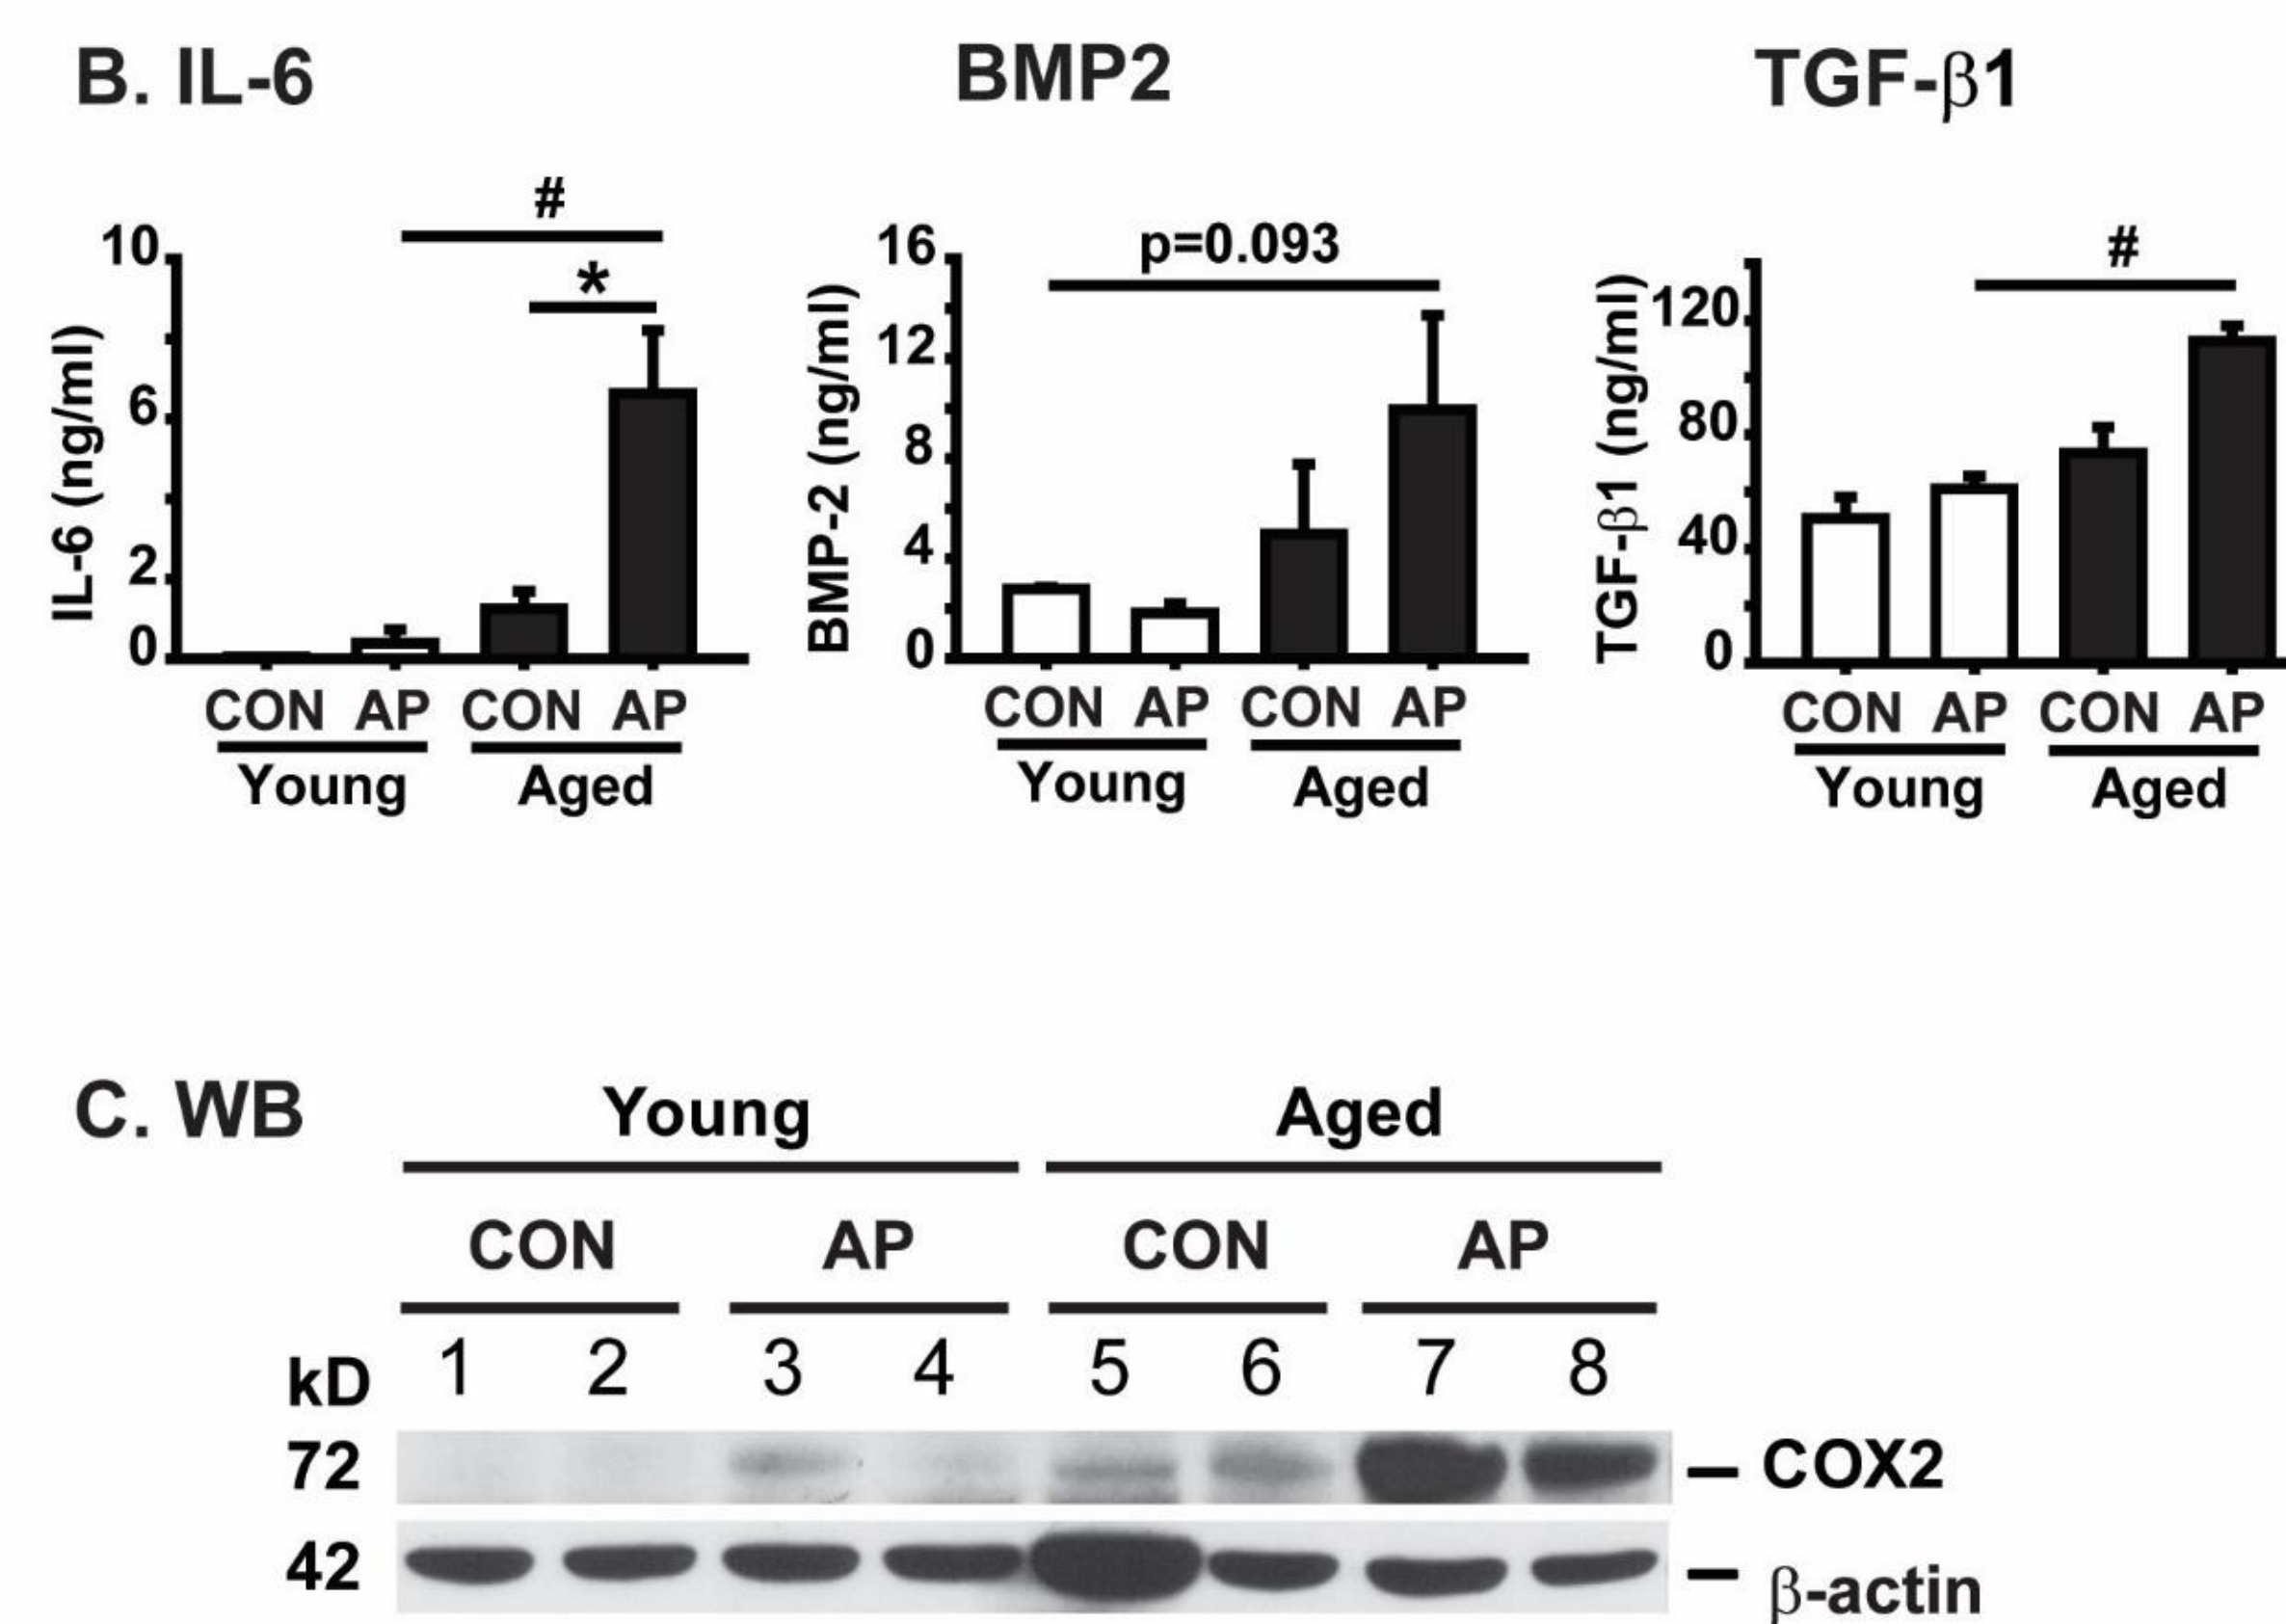 B. IL-6
BMP2
TGF-β1
#
*
10
6
2
0
IL-6 (ng/ml)
CON AP CON AP
Young Aged
p=0.093
16
12
8
4
0
BMP-2 (ng/ml)
CON AP CON AP
Young Aged
#
120
80
40
0
TGF-β1 (ng/ml)
CON AP CON AP
Young Aged
C. WB
Young Aged
CON AP CON AP
kD 1 2 3 4 5 6 7 8
72 – COX2
42 – β-actin